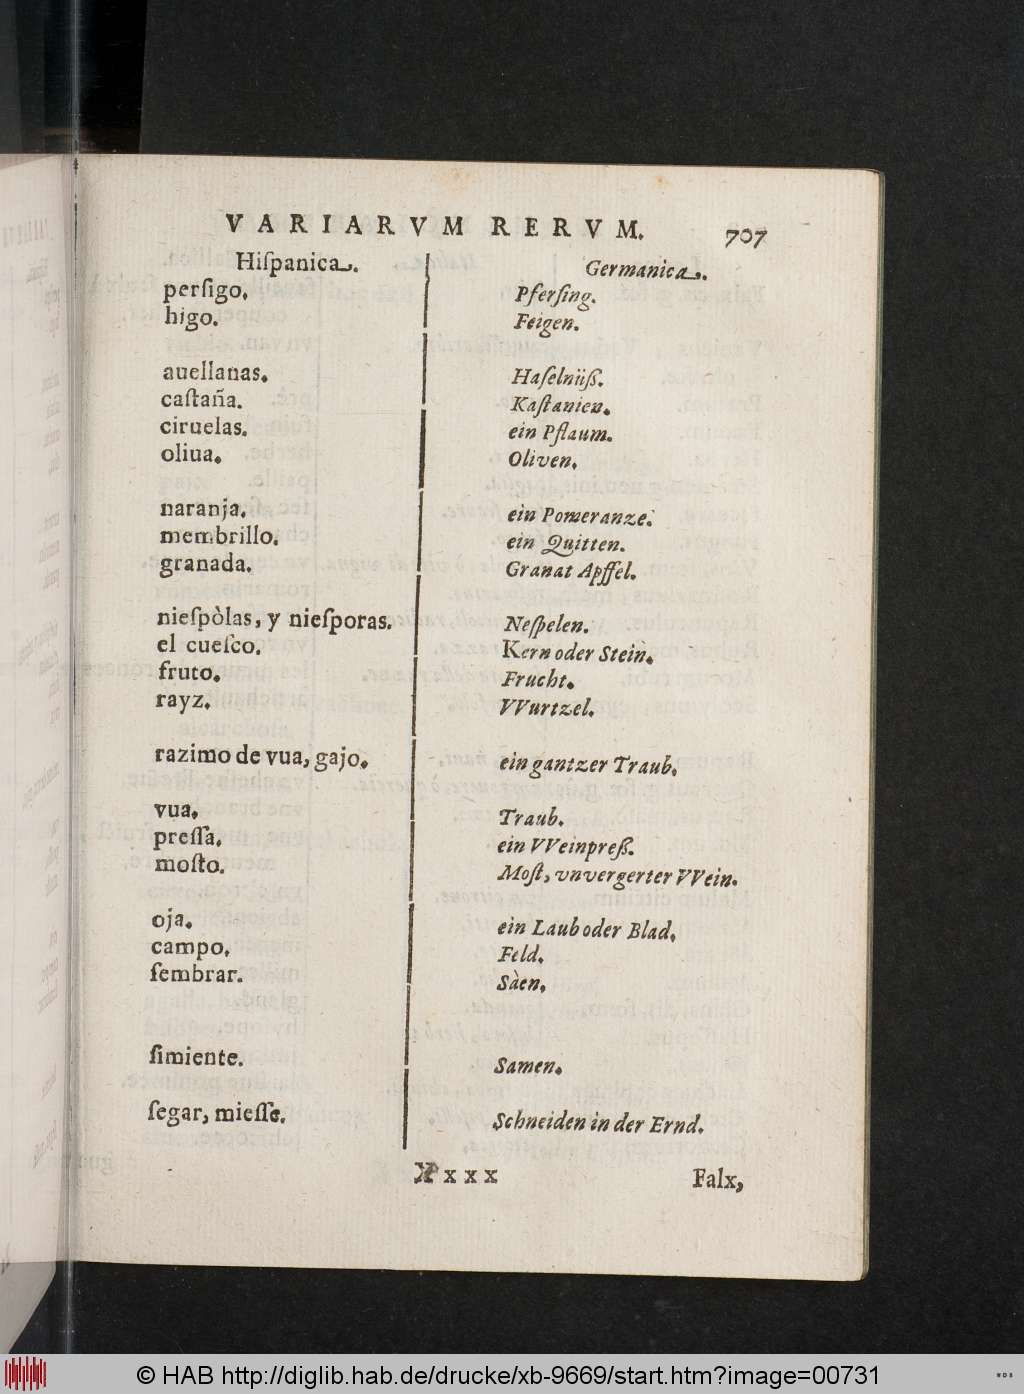 VARIARVM RERVM. 707
Hiſpanica.
perſigo.
higo.
auellanas.
caſtaña.
ciruelas.
oliua.
naranja.
membrillo.
granada.
nieſpòlas, y nieſporas.
el cueſco.
fruto.
rayz.
razimo de vua, gajo.
vua.
preſſa.
moſto.
oja.
campo.
ſembrar.
ſimiente.
ſegar, mieſſe.
Germanica.
Pferſing.
Feigen.
Haſelnüß.
Kaſtanien.
ein Pflaum.
Oliven.
ein Pomeranze.
ein Quitten.
Granat Apffel.
Neſpelen.
Kern oder Stein.
Frucht.
VVurtzel.
ein gantzer Traub.
Traub.
ein VVeinpreß.
Moſt, vnvergerter VVein.
ein Laub oder Blad.
Feld.
Sàen.
Samen.
Schneiden in der Ernd.
xxx
Falx,
© HAB http://diglib.hab.de/drucke/xb-9669/start.htm?image=00731